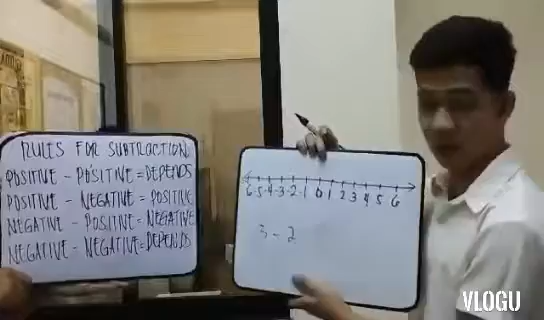 RULES FOR SUBTRACTION
POSITIVE - POSITIVE = DEPENDS
POSITIVE - NEGATIVE = POSITIVE
NEGATIVE - POSITIVE = NEGATIVE
NEGATIVE - NEGATIVE = DEPENDS
-6 -5 -4 -3 -2 -1 0 1 2 3 4 5 6
3 - 2
VLOGU